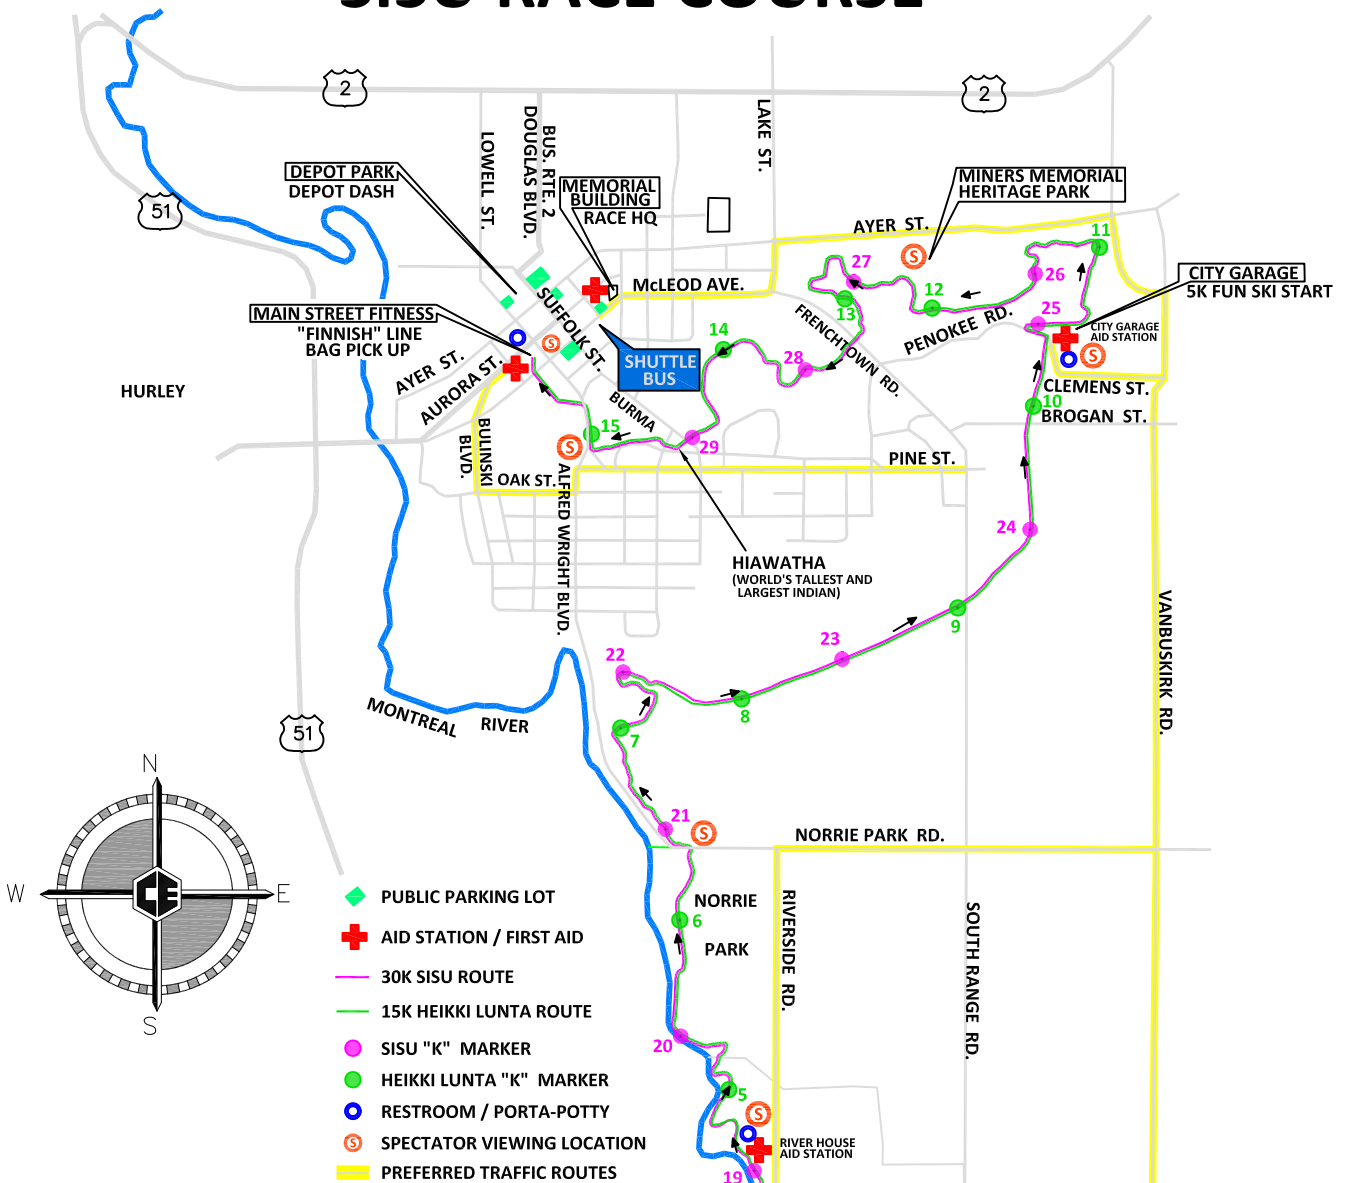 SISU RACE COURSE
2
2
LAKE ST.
BUS. RTE. 2
DOUGLAS BLVD.
LOWELL ST.
DEPOT PARK
DEPOT DASH
MEMORIAL
BUILDING
RACE HQ
MINERS MEMORIAL
HERITAGE PARK
51
AYER ST.
11
27
26
CITY GARAGE
5K FUN SKI START
McLEOD AVE.
12
13
25
MAIN STREET FITNESS
"FINNISH" LINE
BAG PICK UP
SUFFOLK ST.
FRENCHTOWN RD.
PENOKEE RD.
CITY GARAGE
AID STATION
14
28
SHUTTLE
BUS
AYER ST.
AURORA ST.
HURLEY
CLEMENS ST.
10
BROGAN ST.
BURMA
15
29
BULINSKI
BLVD.
OAK ST.
PINE ST.
ALFRED WRIGHT BLVD.
24
HIAWATHA
(WORLD'S TALLEST AND
LARGEST INDIAN)
9
VANBUSKIRK RD.
23
22
8
7
MONTREAL RIVER
51
N
W
E
S
21
NORRIE PARK RD.
NORRIE
PARK
6
RIVERSIDE RD.
SOUTH RANGE RD.
20
5
RIVER HOUSE
AID STATION
19
PUBLIC PARKING LOT
AID STATION / FIRST AID
30K SISU ROUTE
15K HEIKKI LUNTA ROUTE
SISU "K" MARKER
HEIKKI LUNTA "K" MARKER
RESTROOM / PORTA-POTTY
S SPECTATOR VIEWING LOCATION
PREFERRED TRAFFIC ROUTES
S
S
S
S
S
S